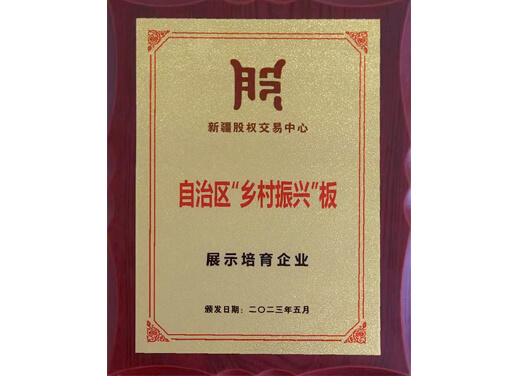 股
新疆股权交易中心
自治区“乡村振兴”板
展示培育企业
颁发日期：二〇二三年五月